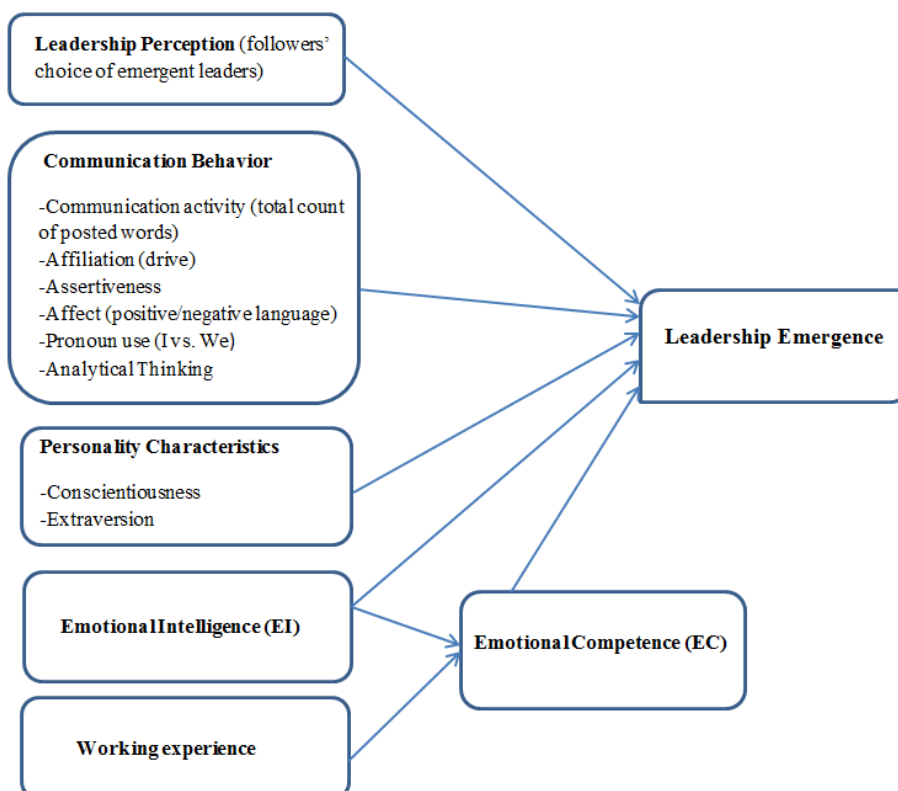 Leadership Perception (followers’
choice of emergent leaders)
Communication Behavior
-Communication activity (total count
of posted words)
-Affiliation (drive)
-Assertiveness
-Affect (positive/negative language)
-Pronoun use (I vs. We)
-Analytical Thinking
Leadership Emergence
Personality Characteristics
-Conscientiousness
-Extraversion
Emotional Intelligence (EI)
Emotional Competence (EC)
Working experience